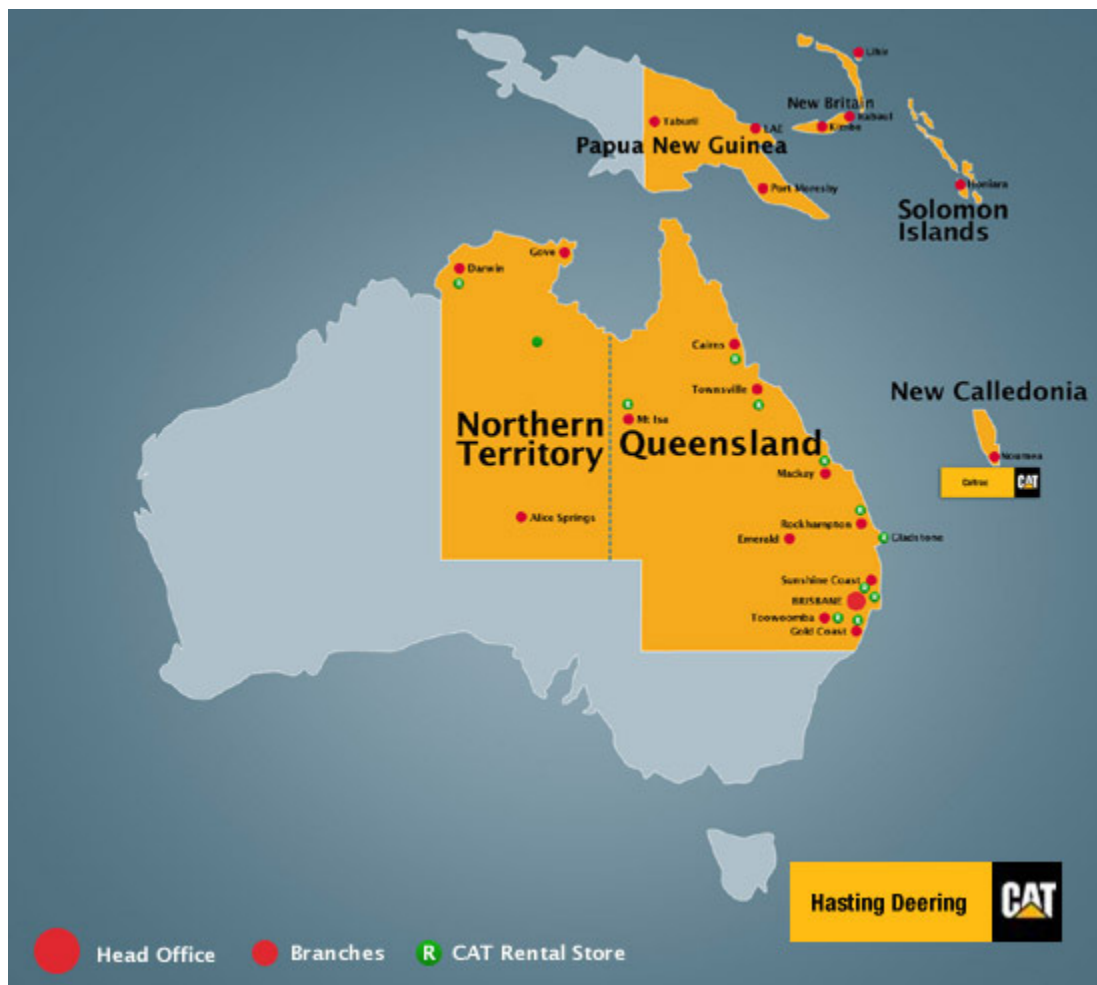 Lihir
New Britain
Rabaul
Kimbe
Tabubil
LAE
Papua New Guinea
Port Moresby
Honiara
Solomon
Islands
Gove
Darwin
R
Cairns
R
Townsville
R
R
Mt Isa
Northern
Territory
Queensland
New Calledonia
R
Mackay
Caltrac
CAT
R
Rockhampton
Alice Springs
Emerald
R
Gladstone
Sunshine Coast
R
R
BRISBANE
Toowoomba
R
R
Gold Coast
Hasting Deering
CAT
Head Office
Branches
R
CAT Rental Store